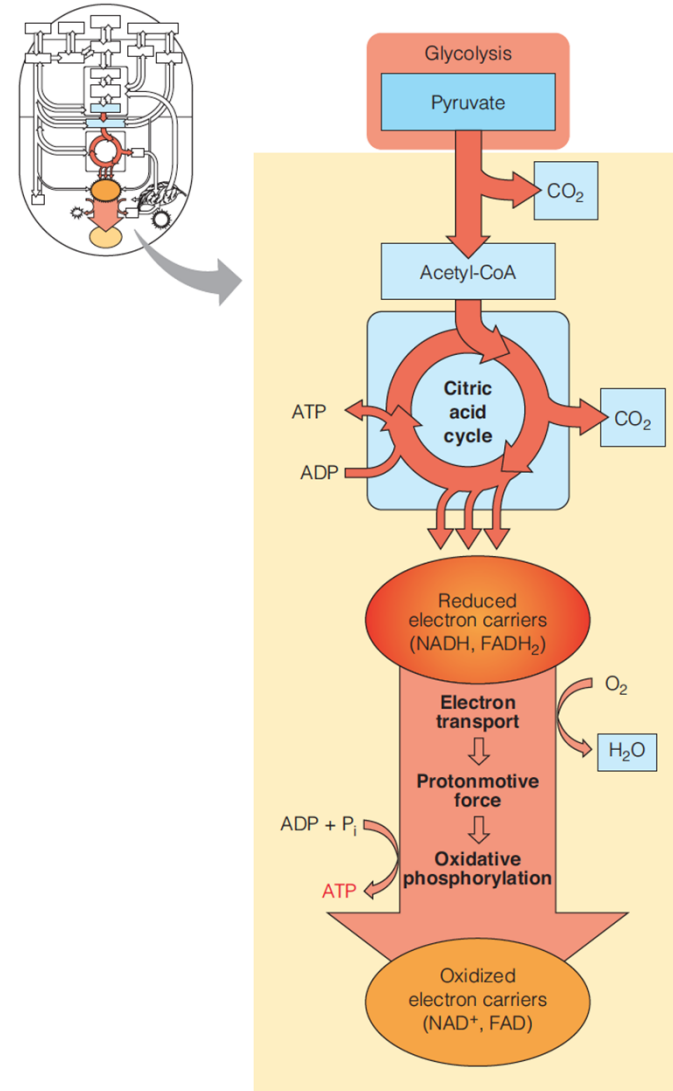 Glycolysis
Pyruvate
CO₂
Acetyl-CoA
Citric
acid
cycle
ATP
CO₂
ADP
Reduced
electron carriers
(NADH, FADH₂)
O₂
Electron
transport
H₂O
Protonmotive
force
ADP + Pᵢ
Oxidative
phosphorylation
ATP
Oxidized
electron carriers
(NAD⁺, FAD)